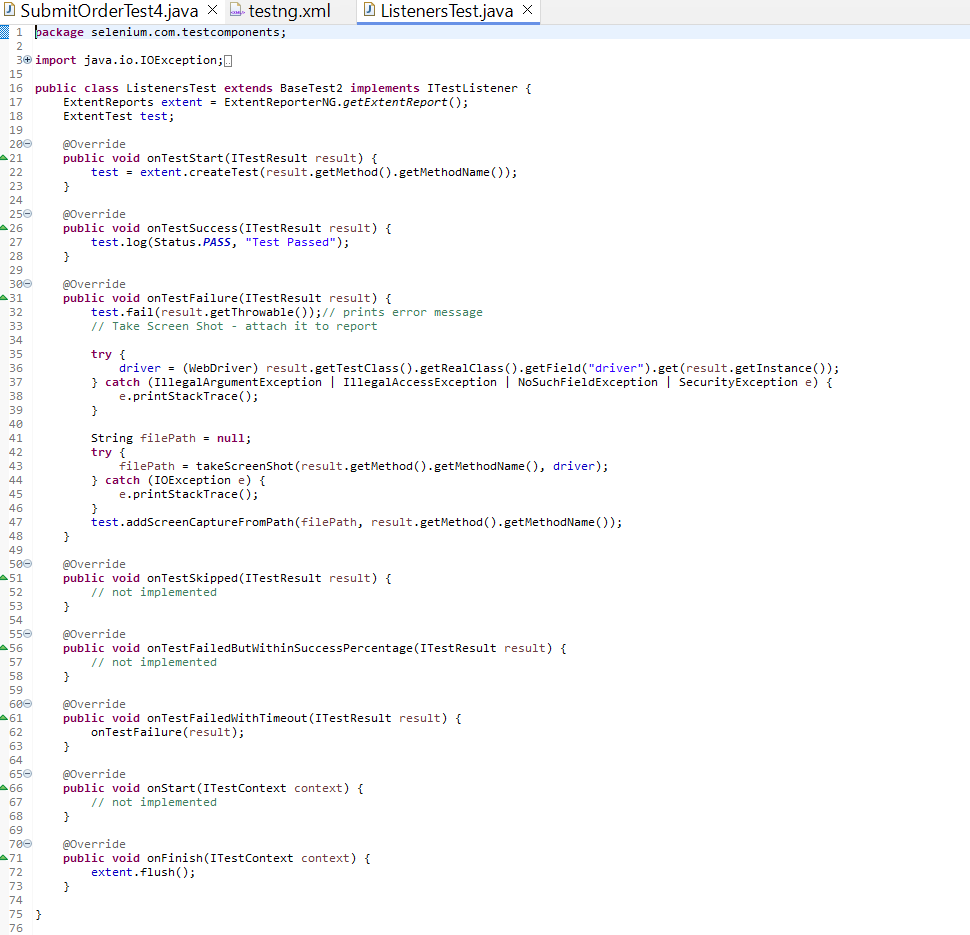 SubmitOrderTest4.java × testng.xml ListenersTest.java ×
1 package selenium.com.testcomponents;
2
3 import java.io.IOException;
15
16 public class ListenersTest extends BaseTest2 implements ITestListener {
17 ExtentReports extent = ExtentReporterNG.getExtentReport();
18 ExtentTest test;
19
20 @Override
21 public void onTestStart(ITestResult result) {
22 test = extent.createTest(result.getMethod().getMethodName());
23 }
24
25 @Override
26 public void onTestSuccess(ITestResult result) {
27 test.log(Status.PASS, "Test Passed");
28 }
29
30 @Override
31 public void onTestFailure(ITestResult result) {
32 test.fail(result.getThrowable());// prints error message
33 // Take Screen Shot - attach it to report
34
35 try {
36 driver = (WebDriver) result.getTestClass().getRealClass().getField("driver").get(result.getInstance());
37 } catch (IllegalArgumentException | IllegalAccessException | NoSuchFieldException | SecurityException e) {
38 e.printStackTrace();
39 }
40
41 String filePath = null;
42 try {
43 filePath = takeScreenShot(result.getMethod().getMethodName(), driver);
44 } catch (IOException e) {
45 e.printStackTrace();
46 }
47 test.addScreenCaptureFromPath(filePath, result.getMethod().getMethodName());
48 }
49
50 @Override
51 public void onTestSkipped(ITestResult result) {
52 // not implemented
53 }
54
55 @Override
56 public void onTestFailedButWithinSuccessPercentage(ITestResult result) {
57 // not implemented
58 }
59
60 @Override
61 public void onTestFailedWithTimeout(ITestResult result) {
62 onTestFailure(result);
63 }
64
65 @Override
66 public void onStart(ITestContext context) {
67 // not implemented
68 }
69
70 @Override
71 public void onFinish(ITestContext context) {
72 extent.flush();
73 }
74
75 }
76